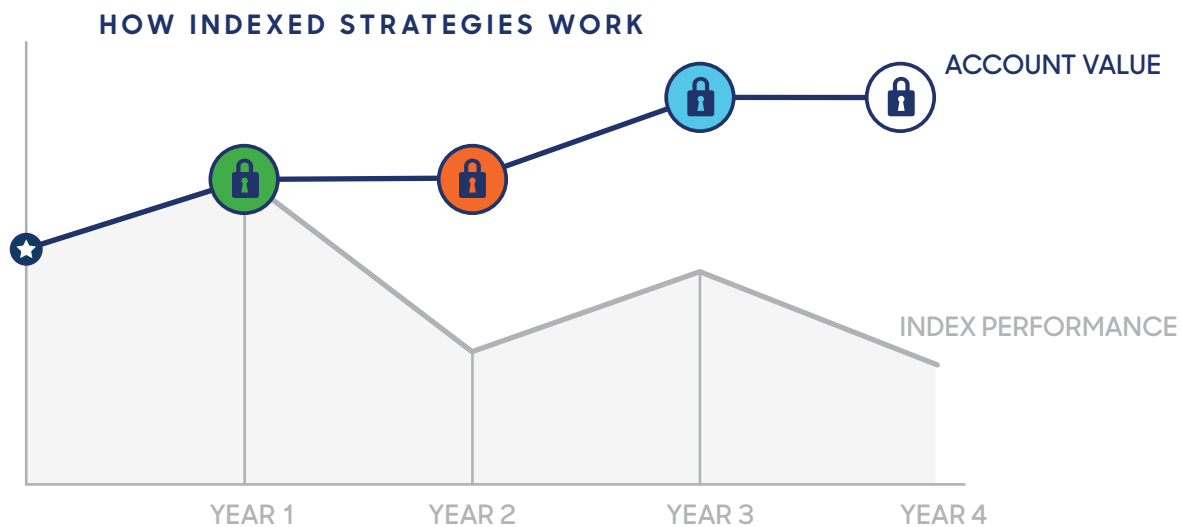 HOW INDEXED STRATEGIES WORK
ACCOUNT VALUE
INDEX PERFORMANCE
YEAR 1
YEAR 2
YEAR 3
YEAR 4